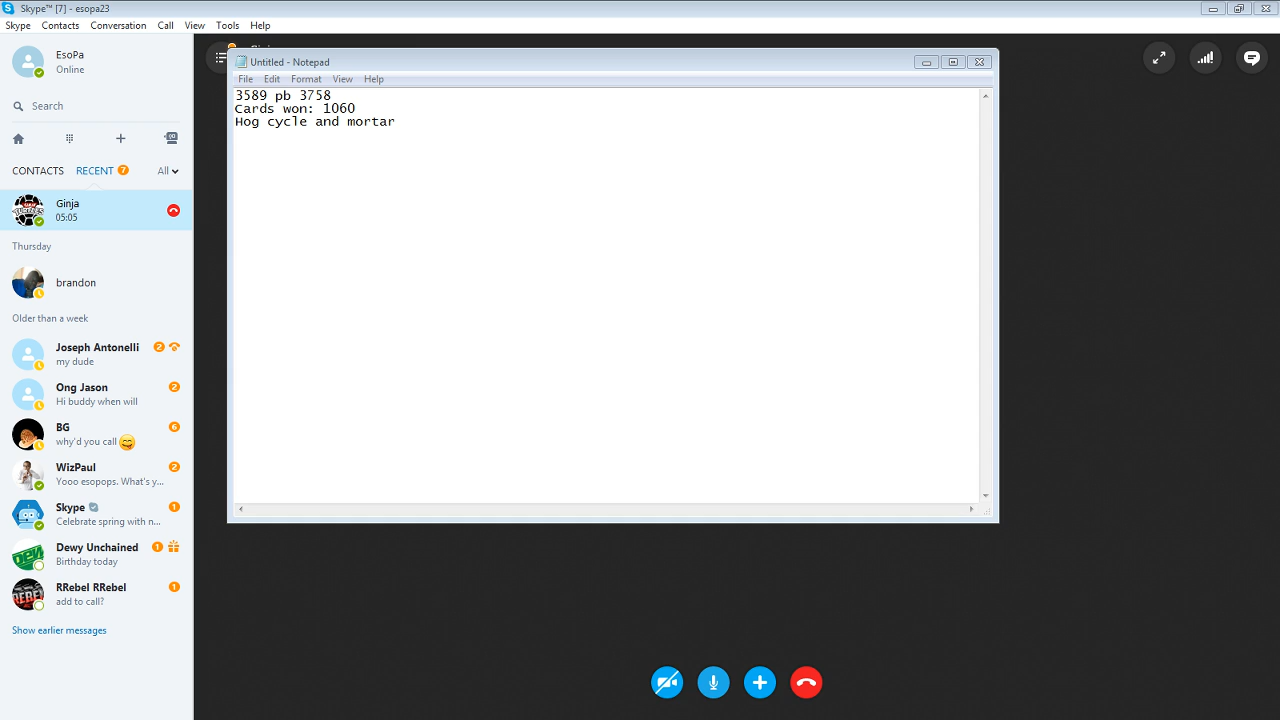 Skype™ [7] - esopa23
Skype Contacts Conversation Call View Tools Help
EsoPa
Online
Search
CONTACTS RECENT 7 All
Ginja
05:05
Thursday
brandon
Older than a week
Joseph Antonelli 2
my dude
Ong Jason 2
Hi buddy when will
BG 6
why'd you call
WizPaul 2
Yooo esopops. What's y...
Skype 1
Celebrate spring with n...
Dewy Unchained 1
Birthday today
RRebel RRebel 1
add to call?
Show earlier messages
Untitled - Notepad
File Edit Format View Help
3589 pb 3758
Cards won: 1060
Hog cycle and mortar